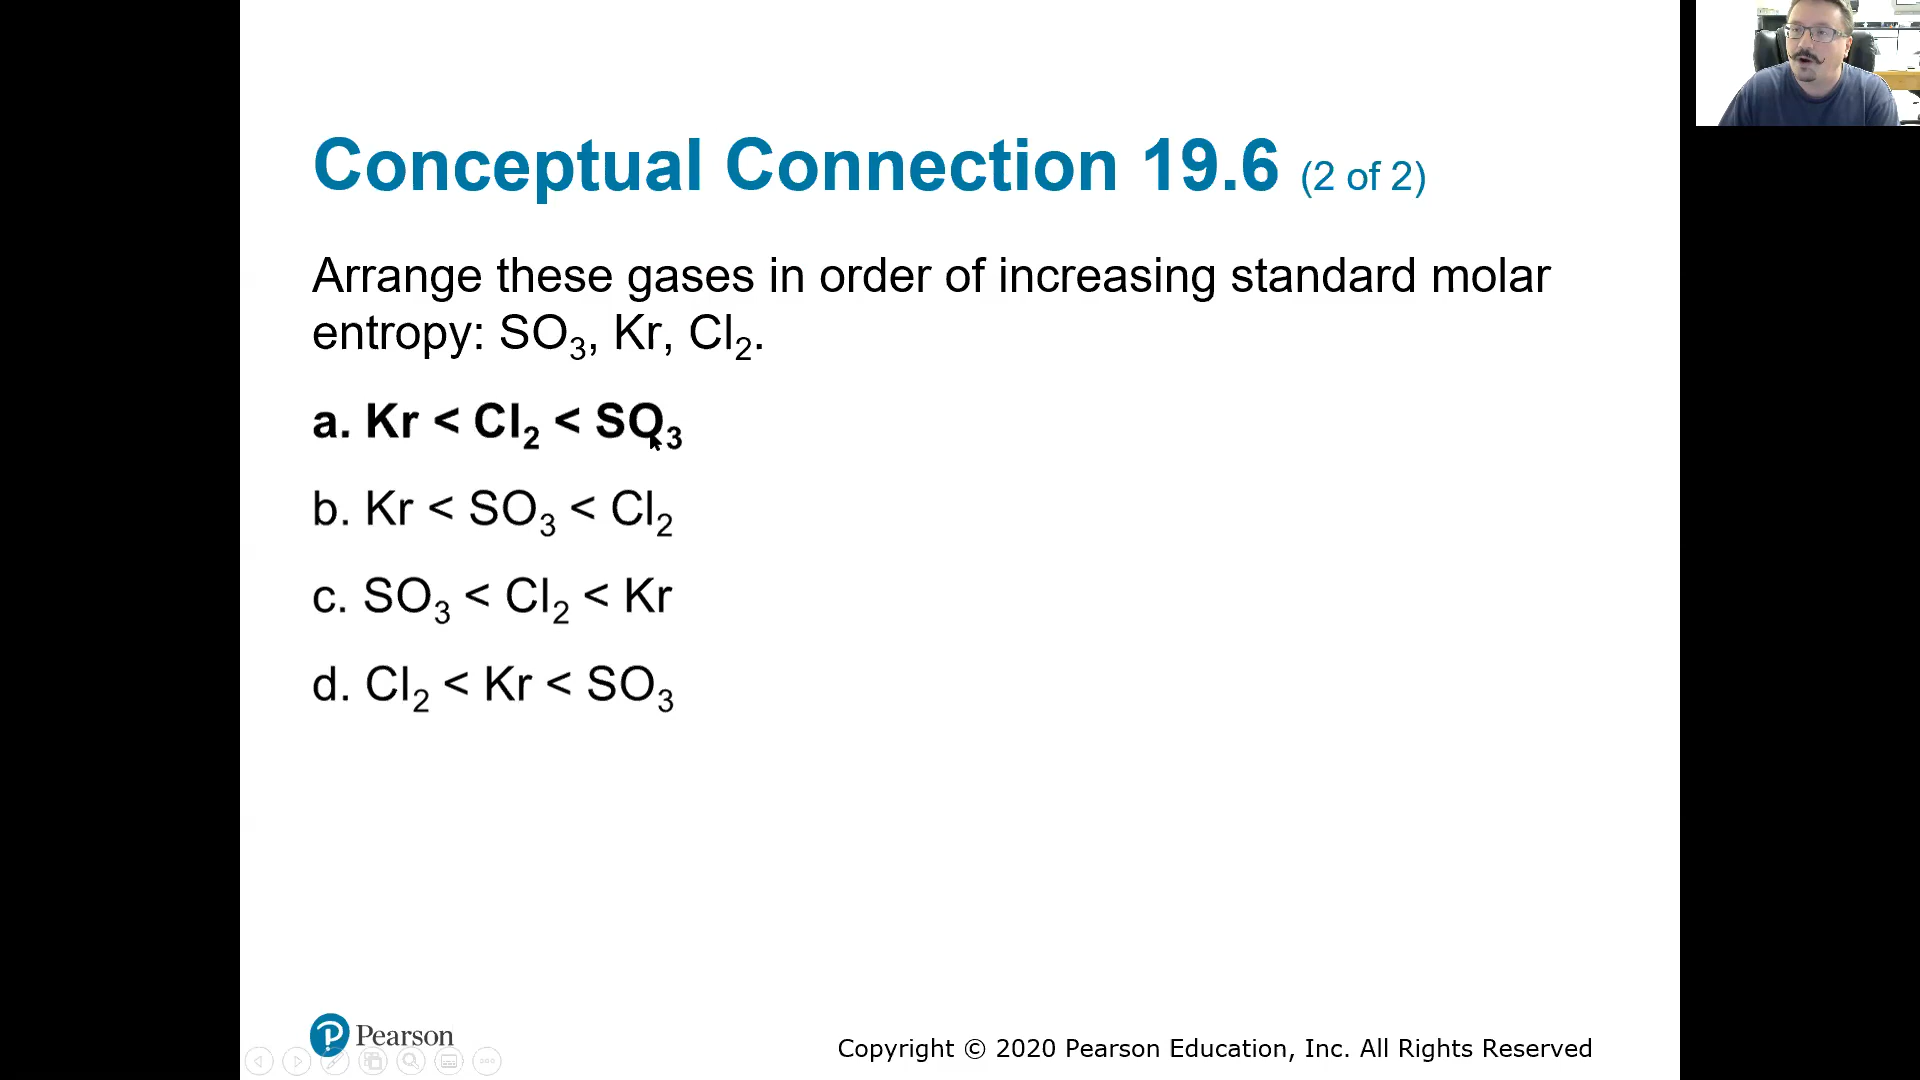 Conceptual Connection 19.6 (2 of 2)
Arrange these gases in order of increasing standard molar
entropy: SO₃, Kr, Cl₂.
a. Kr < Cl₂ < SO₃
b. Kr < SO₃ < Cl₂
c. SO₃ < Cl₂ < Kr
d. Cl₂ < Kr < SO₃
Pearson
Copyright © 2020 Pearson Education, Inc. All Rights Reserved